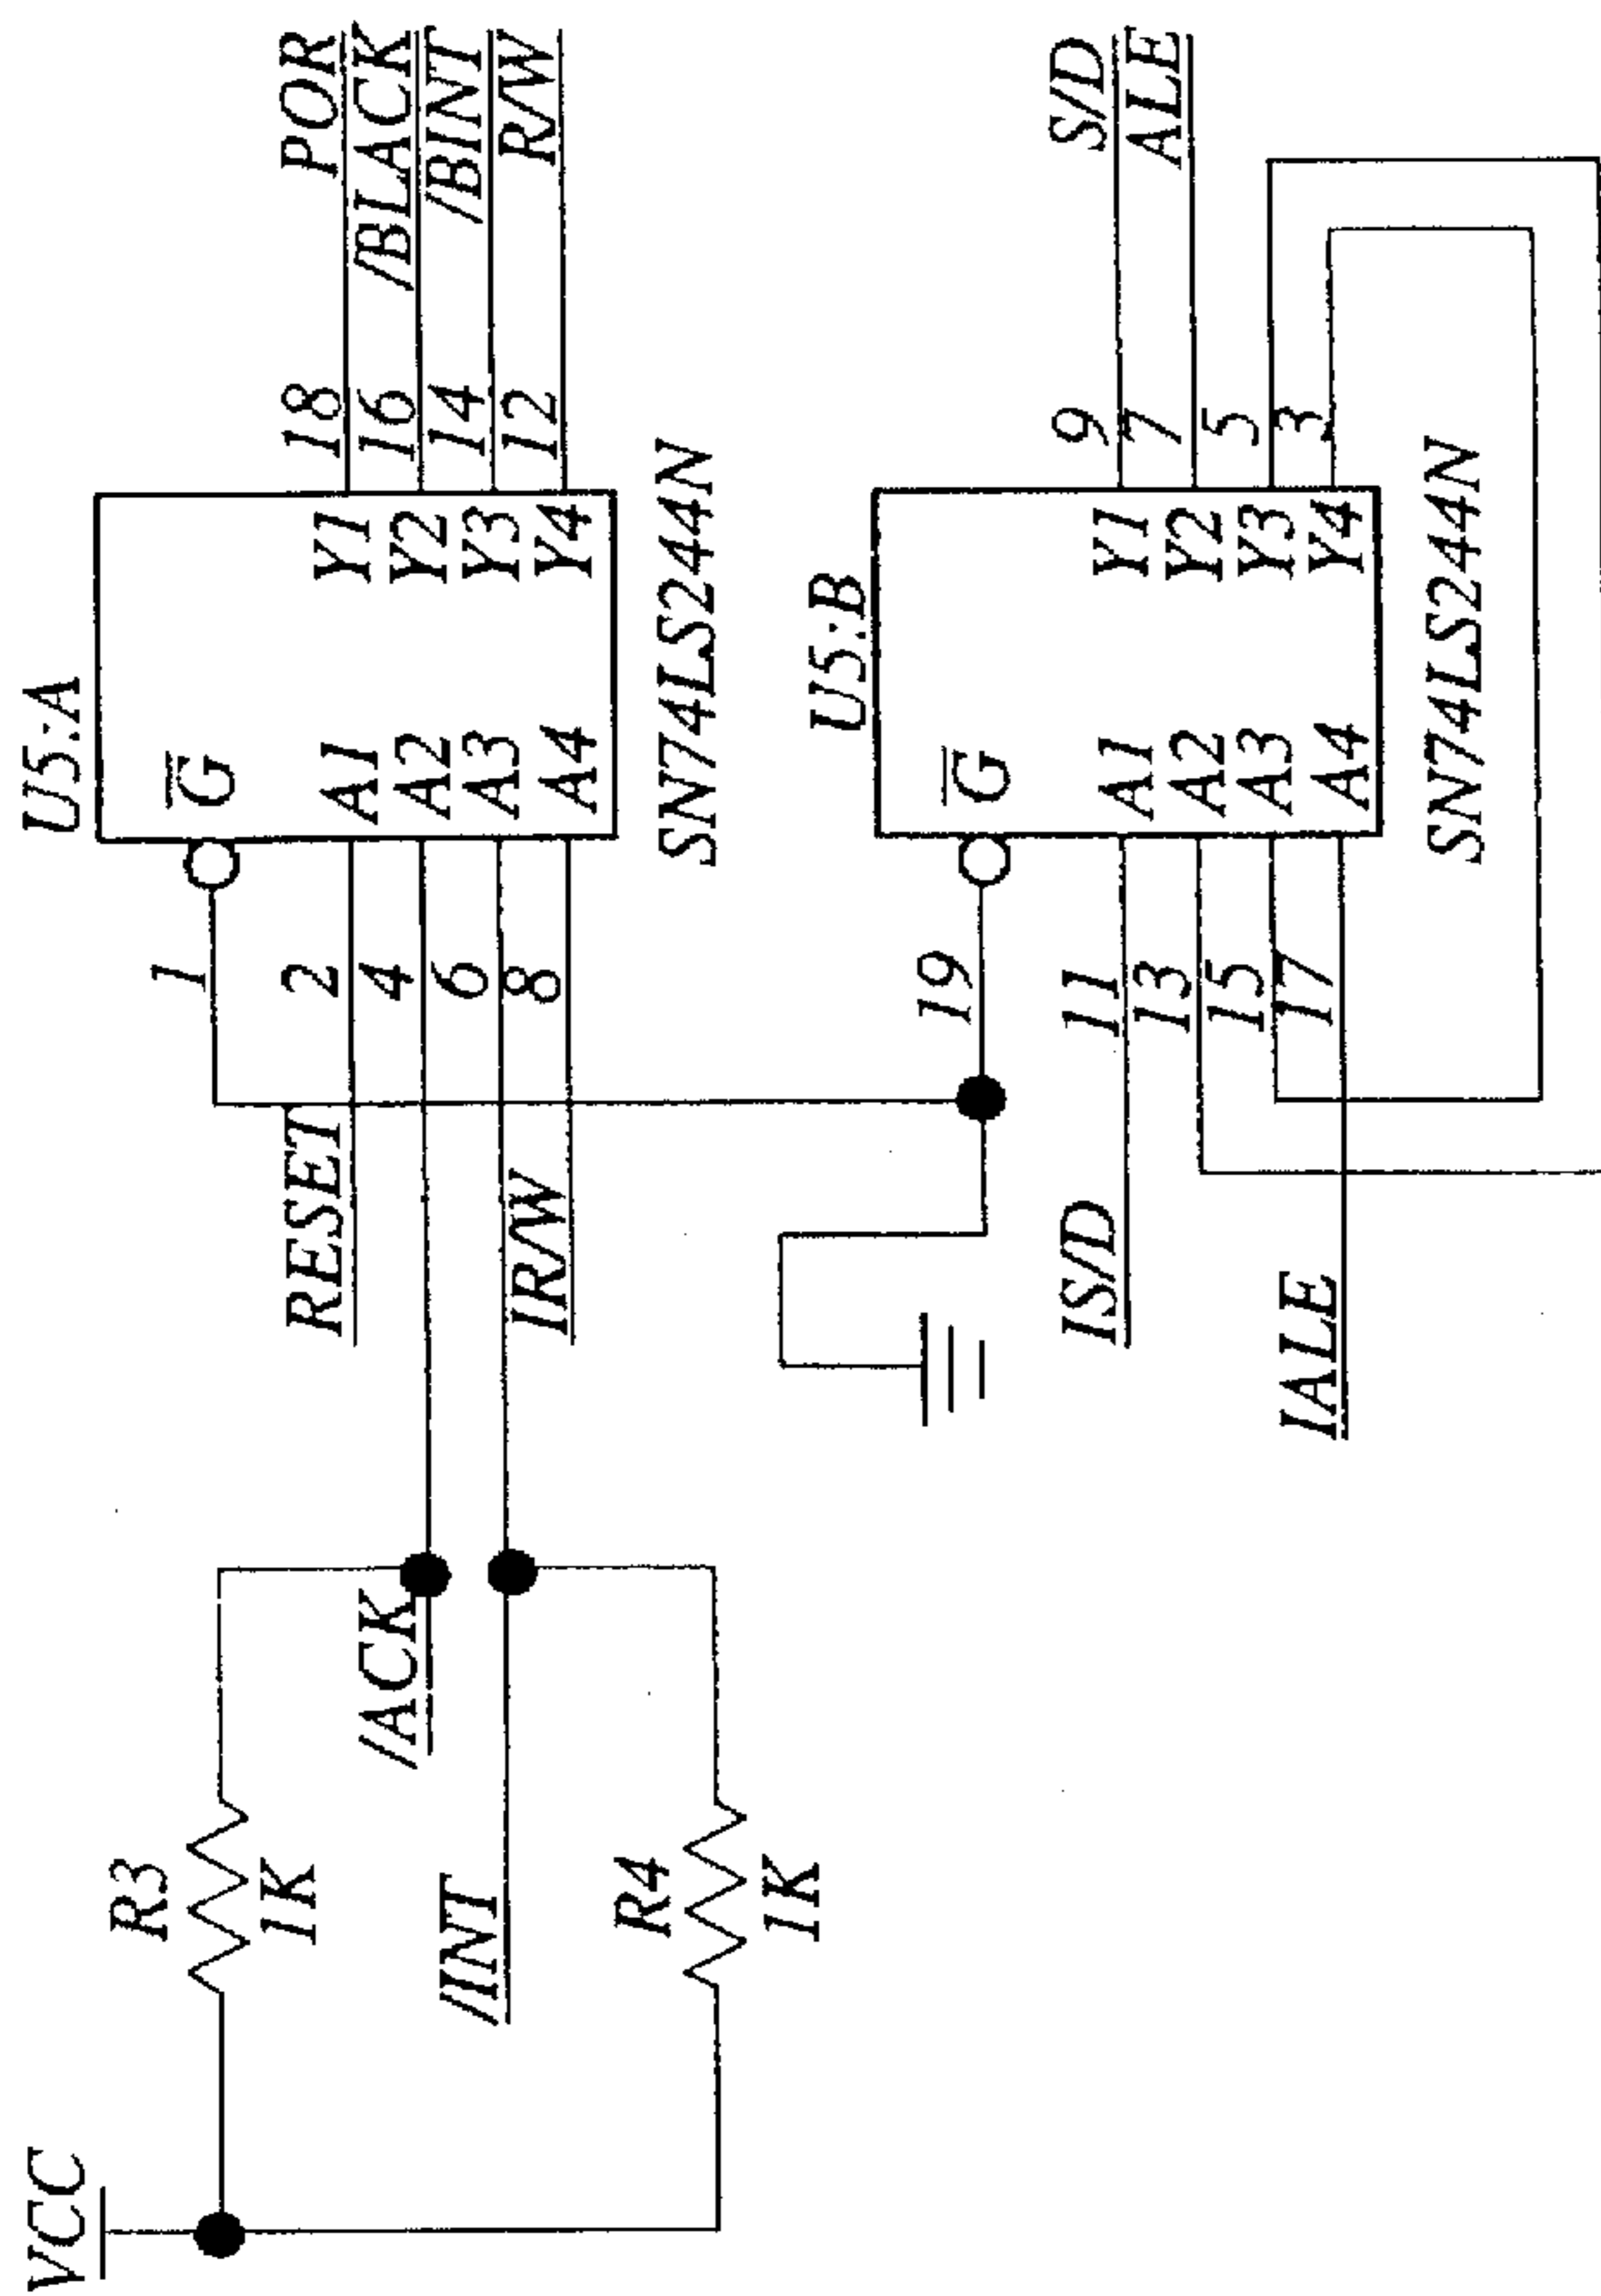 VCC
U5:A
R3
1K
1
G
RESET 2 A1 Y1 18 POR
/ACK 4 A2 Y2 16 /BLACK
/IINT 6 A3 Y3 14 /BINT
IR/W 8 A4 Y4 12 R/W
R4
1K
SN74LS244N
U5:B
19
G
IS/D 11 A1 Y1 9 S/D
13 A2 Y2 7 ALE
15 A3 Y3 5
IALE 17 A4 Y4 3
SN74LS244N